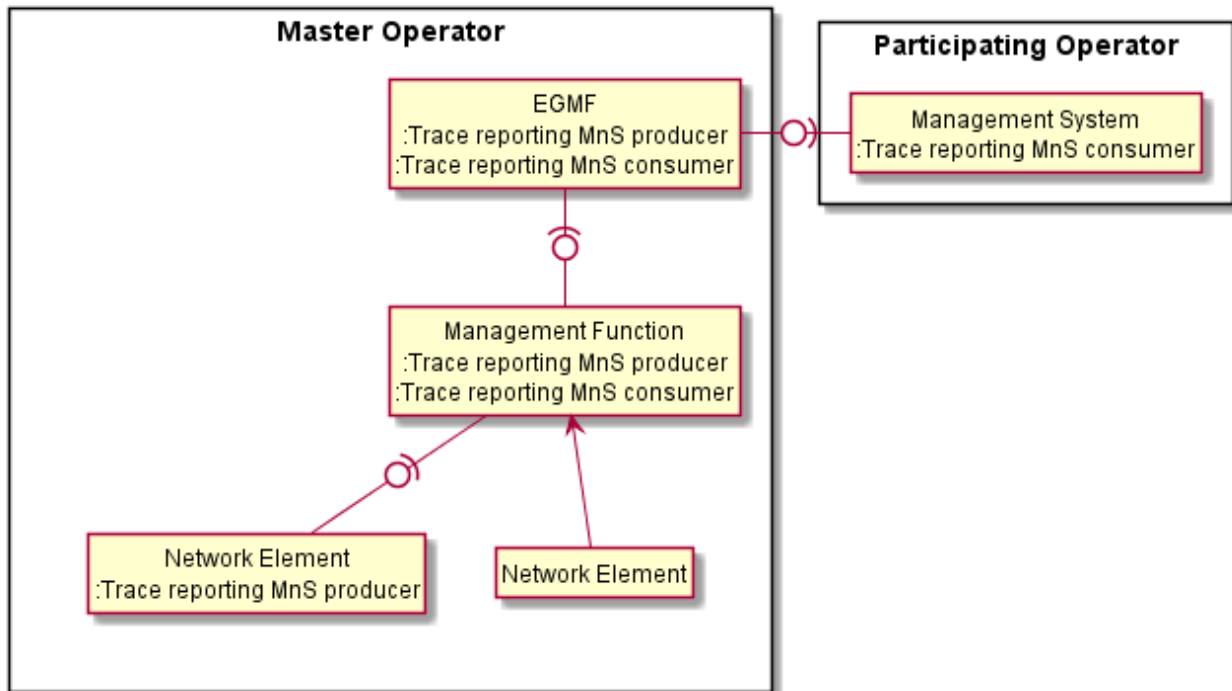 Master Operator
Participating Operator
EGMF
:Trace reporting MnS producer
:Trace reporting MnS consumer
Management System
:Trace reporting MnS consumer
Management Function
:Trace reporting MnS producer
:Trace reporting MnS consumer
Network Element
:Trace reporting MnS producer
Network Element